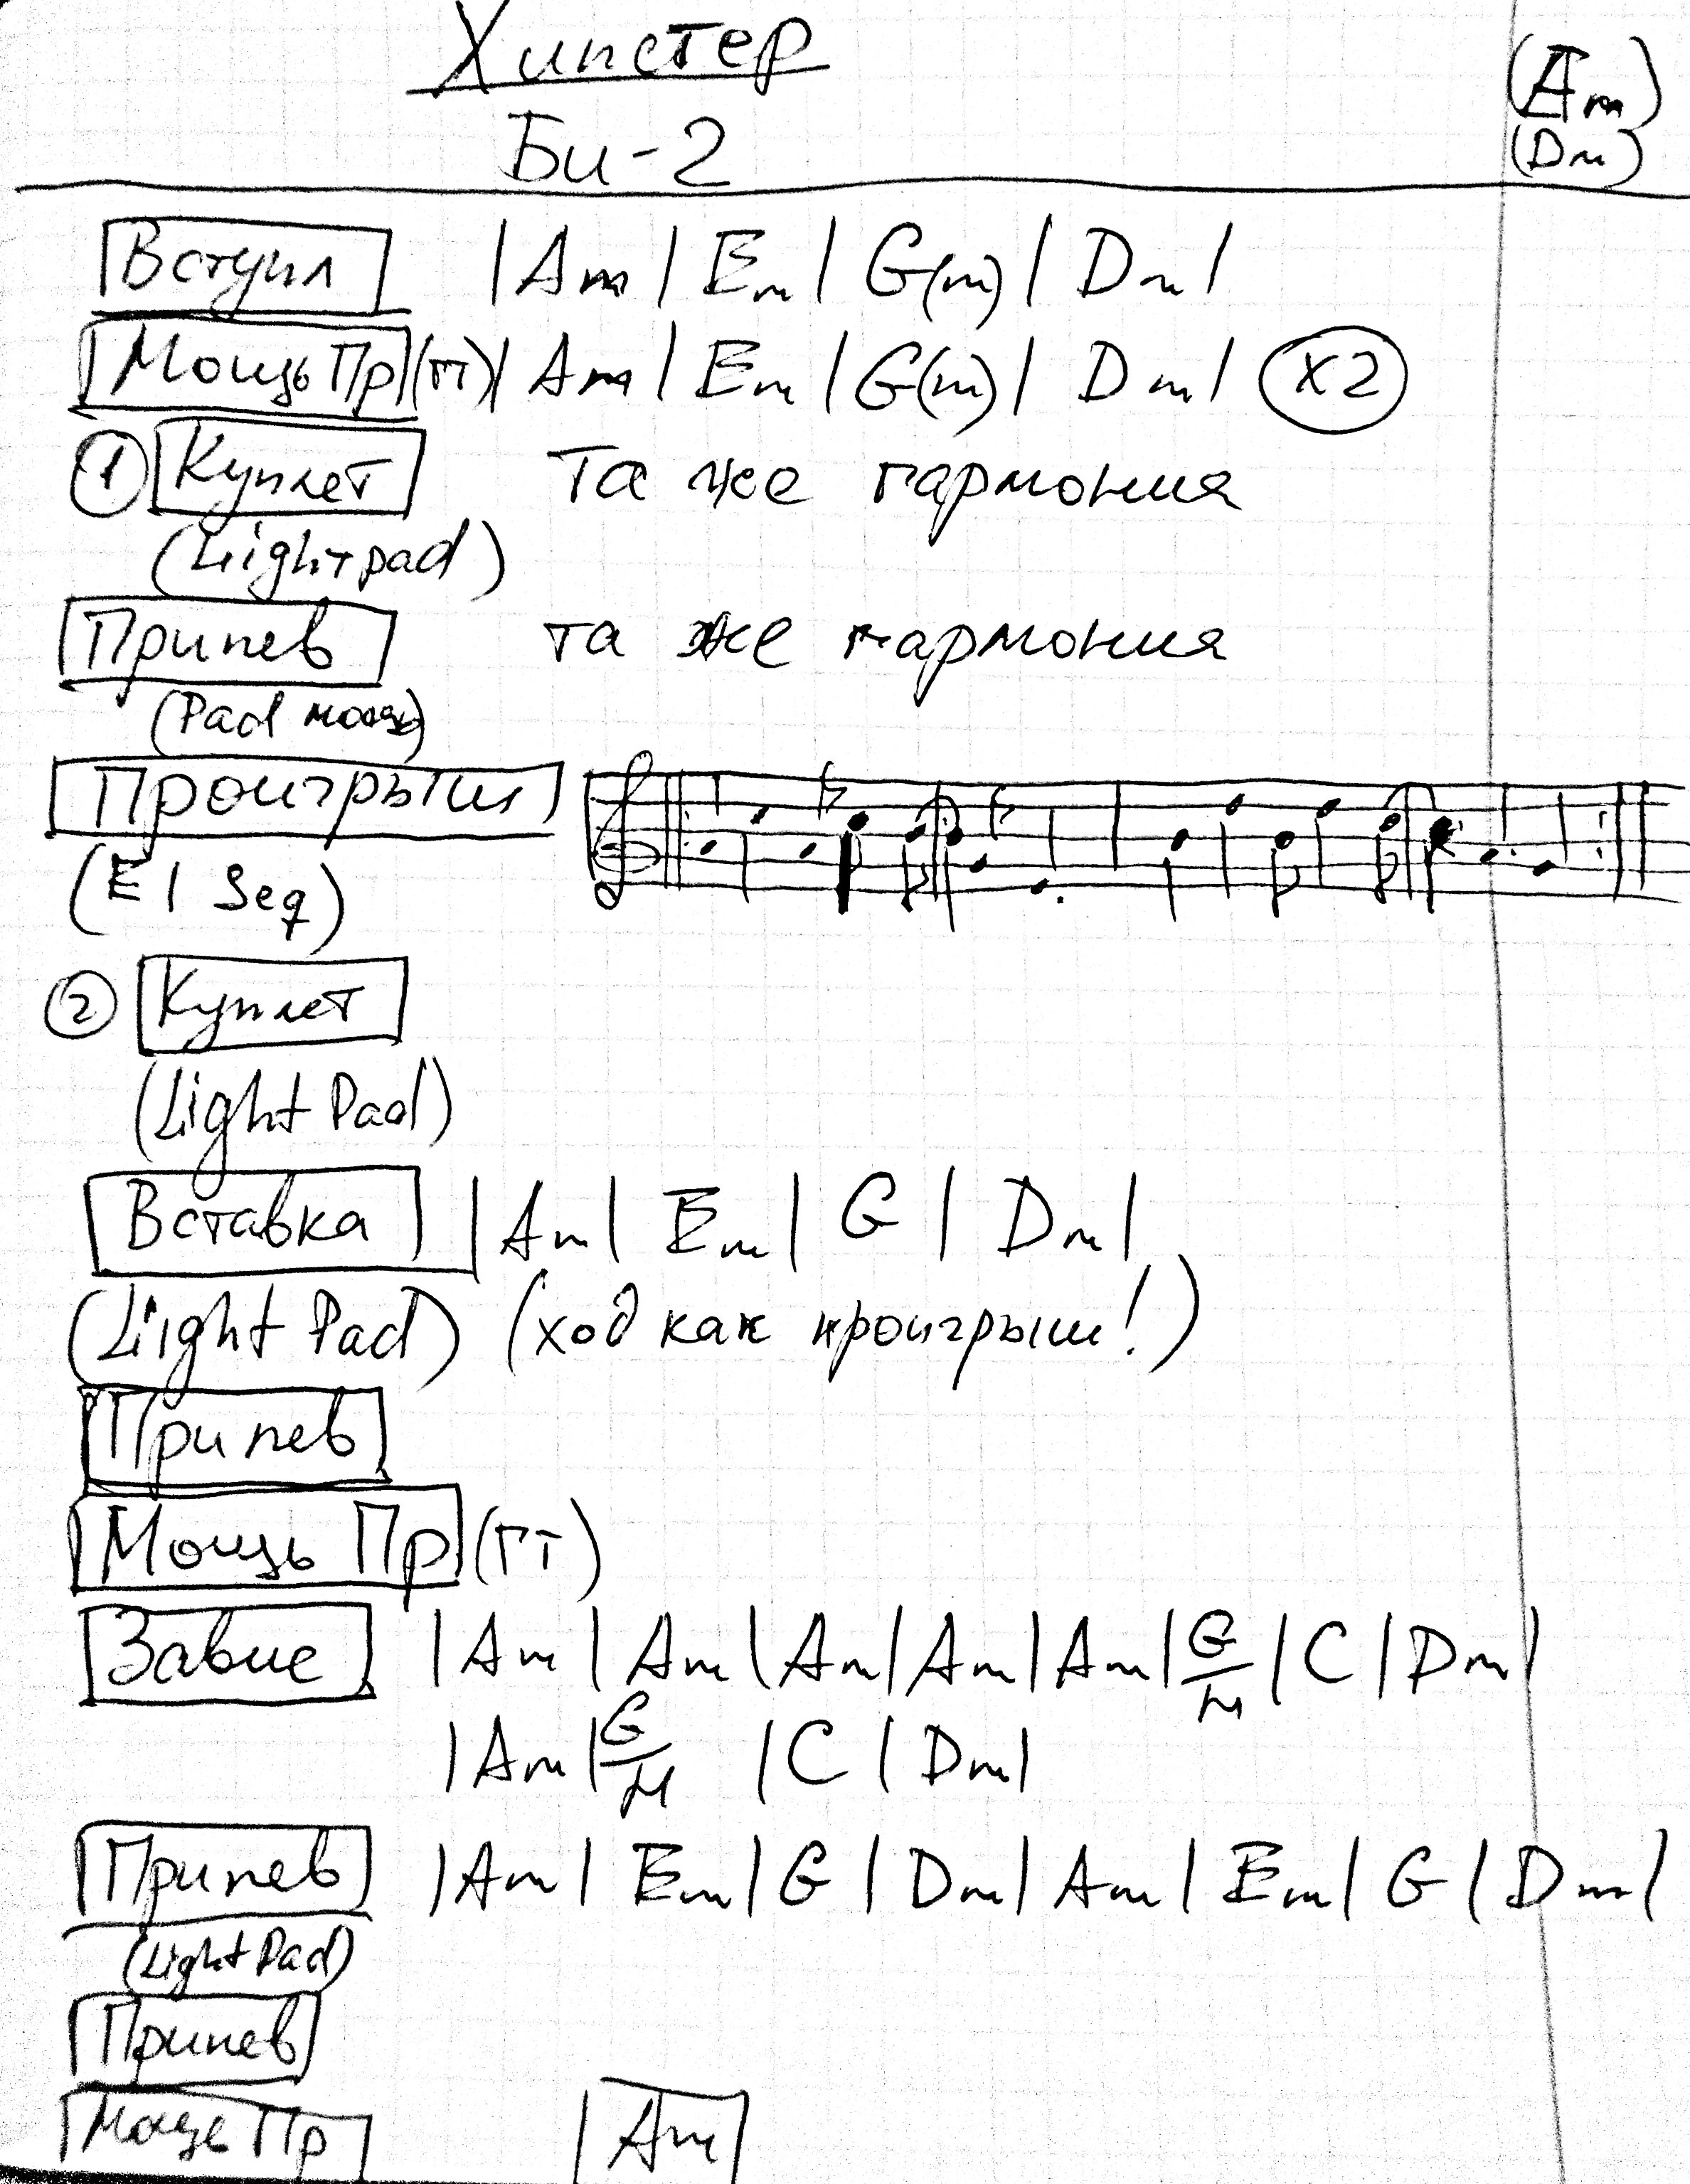 Хипстер
(Am)
Би-2
(Dm)
Вступл |Am|Em|G(m)|Dm|
Мощь Пр (гт)|Am|Em|G(m)|Dm| x2
1 Куплет Та же гармония
(Light pad)
Припев та же гармония
(Pad мощь)
Проигрыш
(El Seq)
2 Куплет
(Light Pad)
Вставка |Am|Em|G|Dm|
(Light Pad) (ход как проигрыш!)
Припев
Мощь Пр (гт)
Завис |Am|Am|Am|Am|Am|G/м|C|Dm|
|Am|G/м|C|Dm|
Припев |Am|Em|G|Dm|Am|Em|G|Dm|
(Light Pad)
Припев
Мощь Пр |Am|